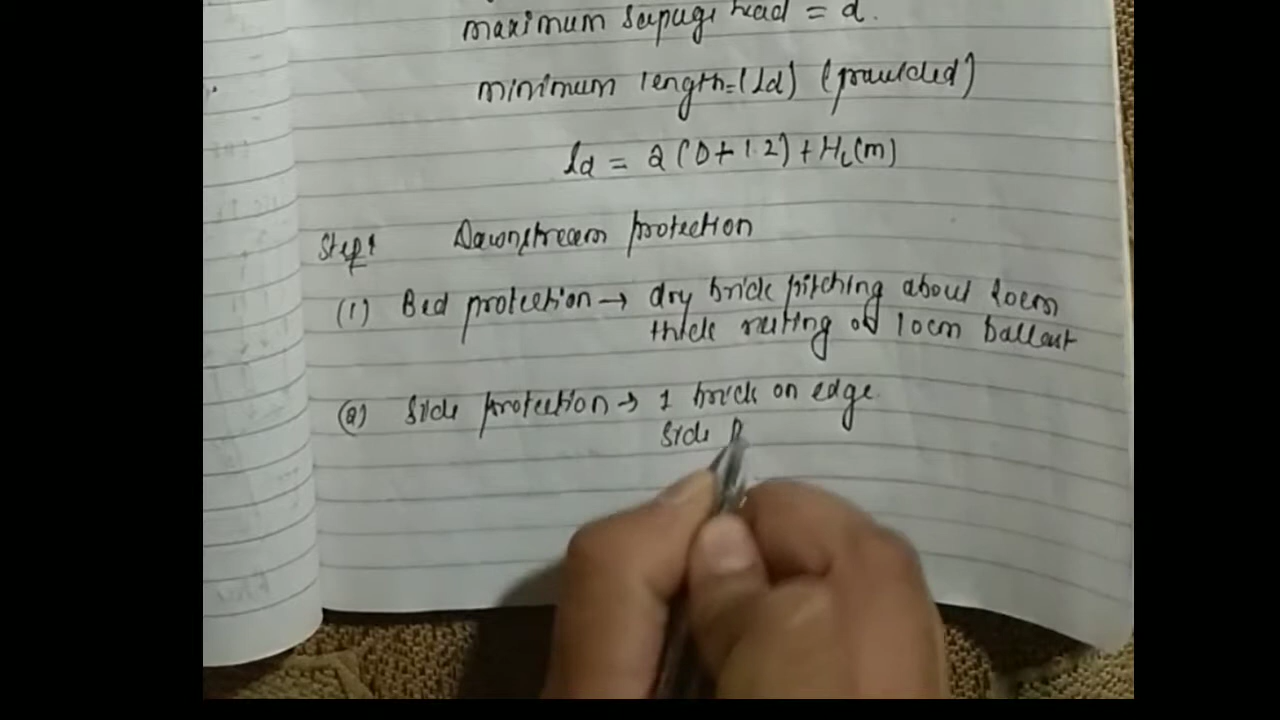 maximum seepage head = d.
minimum length = (Ld) (provided)
Ld = 2 (D + 1.2) + HL (m)
Step! Downstream protection
(1) Bed protection → dry brick pitching about 20cm
thick resting on 10cm ballast
(2) Side protection → 1 brick on edge.
Side